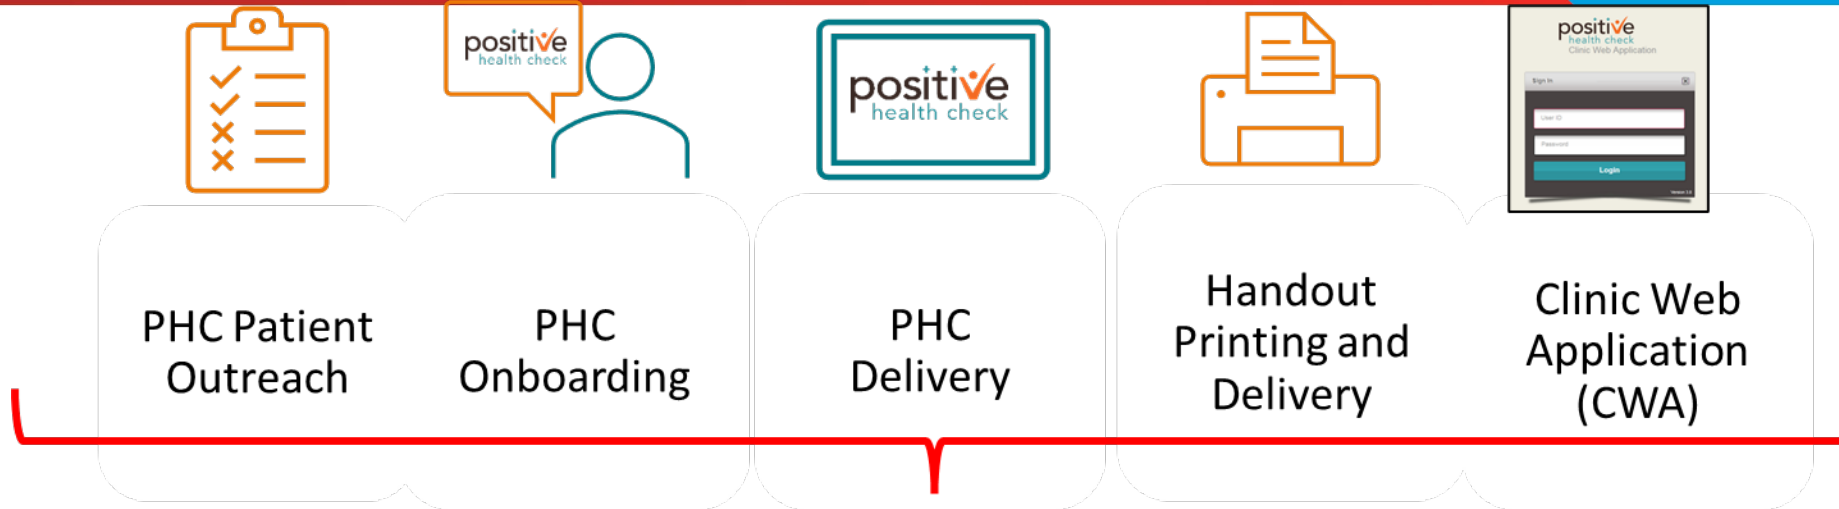 positive
health check
positive
health check
positive
health check
Clinic Web Application
Sign In
User ID
Password
Login
PHC Patient
Outreach
PHC
Onboarding
PHC
Delivery
Handout
Printing and
Delivery
Clinic Web
Application
(CWA)